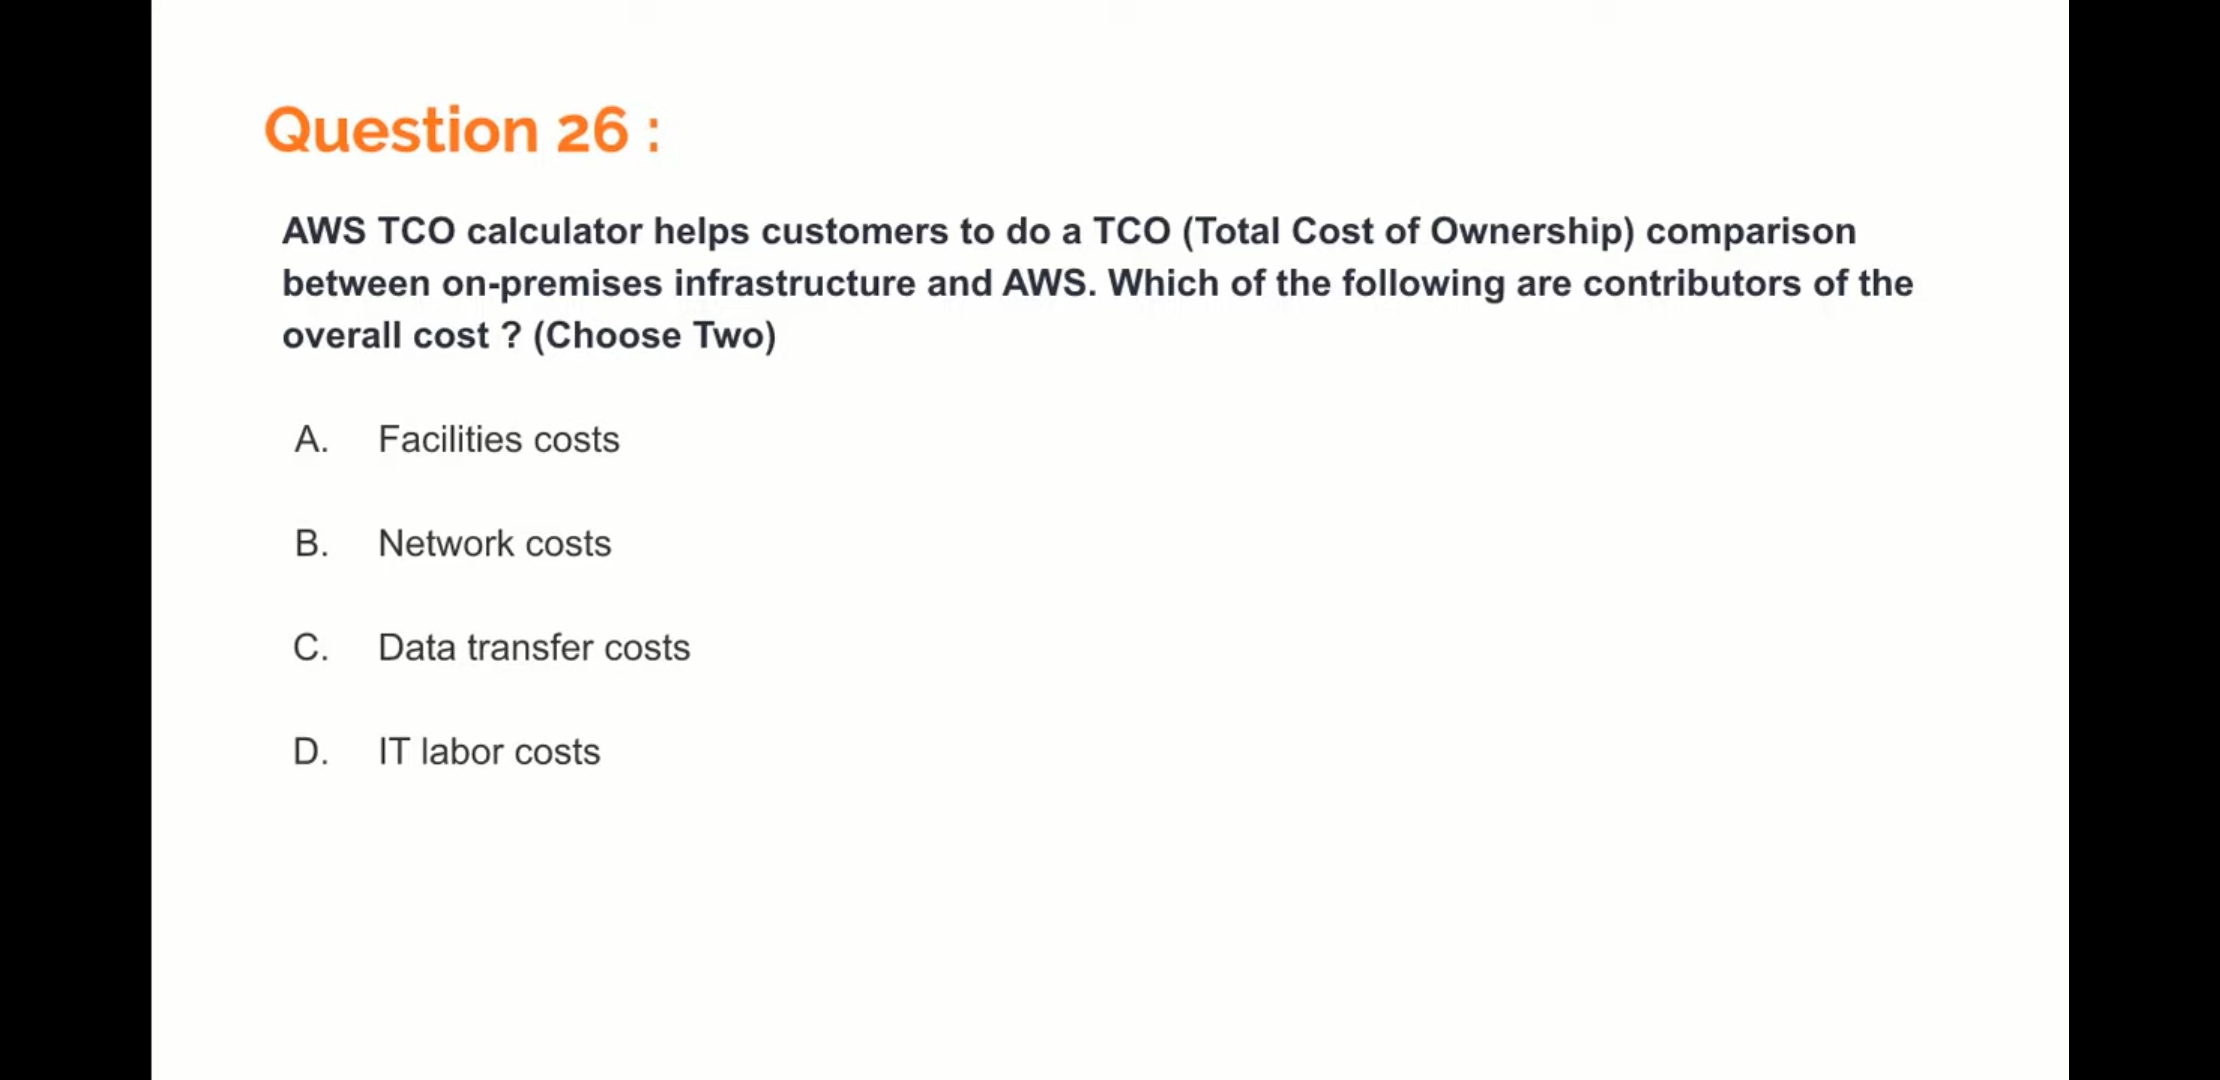 Question 26 :
AWS TCO calculator helps customers to do a TCO (Total Cost of Ownership) comparison
between on-premises infrastructure and AWS. Which of the following are contributors of the
overall cost ? (Choose Two)
A. Facilities costs
B. Network costs
C. Data transfer costs
D. IT labor costs